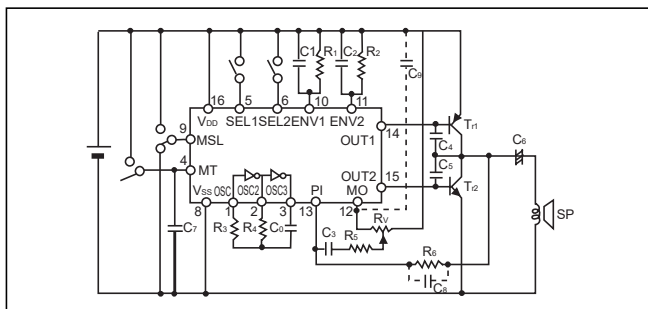 C1 R1 C2 R2
C9
16 5 6 10 11
VDD SEL1 SEL2 ENV1 ENV2
9 MSL
OUT1 14
Tr1
C4
C6
4 MT
C5
OUT2 15
Tr2
VSS OSC OSC2 OSC3 PI MO
8 1 2 3 13 12
C7
R3 R4 C0
C3 R5 RV
SP
R6
C8